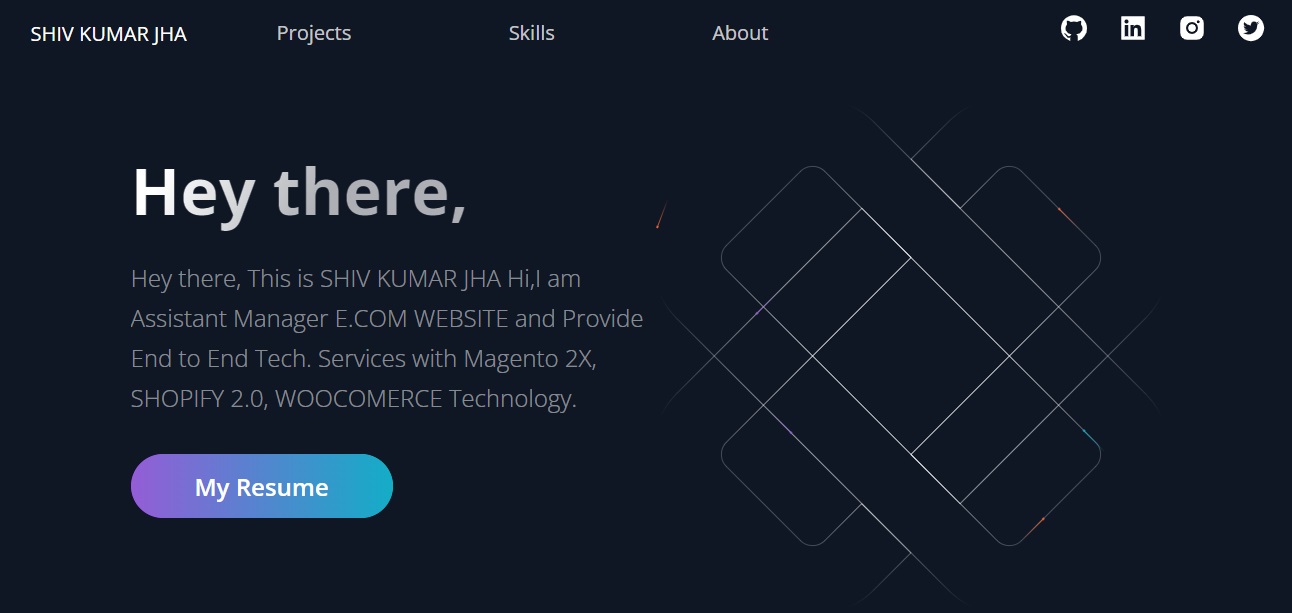 SHIV KUMAR JHA
Projects
Skills
About
Hey there,
Hey there, This is SHIV KUMAR JHA Hi,I am
Assistant Manager E.COM WEBSITE and Provide
End to End Tech. Services with Magento 2X,
SHOPIFY 2.0, WOOCOMERCE Technology.
My Resume